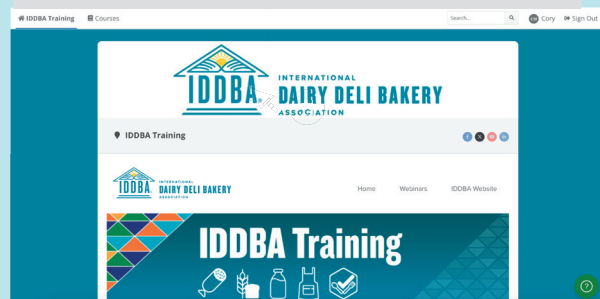 IDDBA Training Courses Search... Cory Sign Out
INTERNATIONAL
IDDBA® DAIRY DELI BAKERY
ASSOCIATION
IDDBA Training
INTERNATIONAL
IDDBA DAIRY DELI BAKERY
ASSOCIATION
Home Webinars IDDBA Website
IDDBA Training